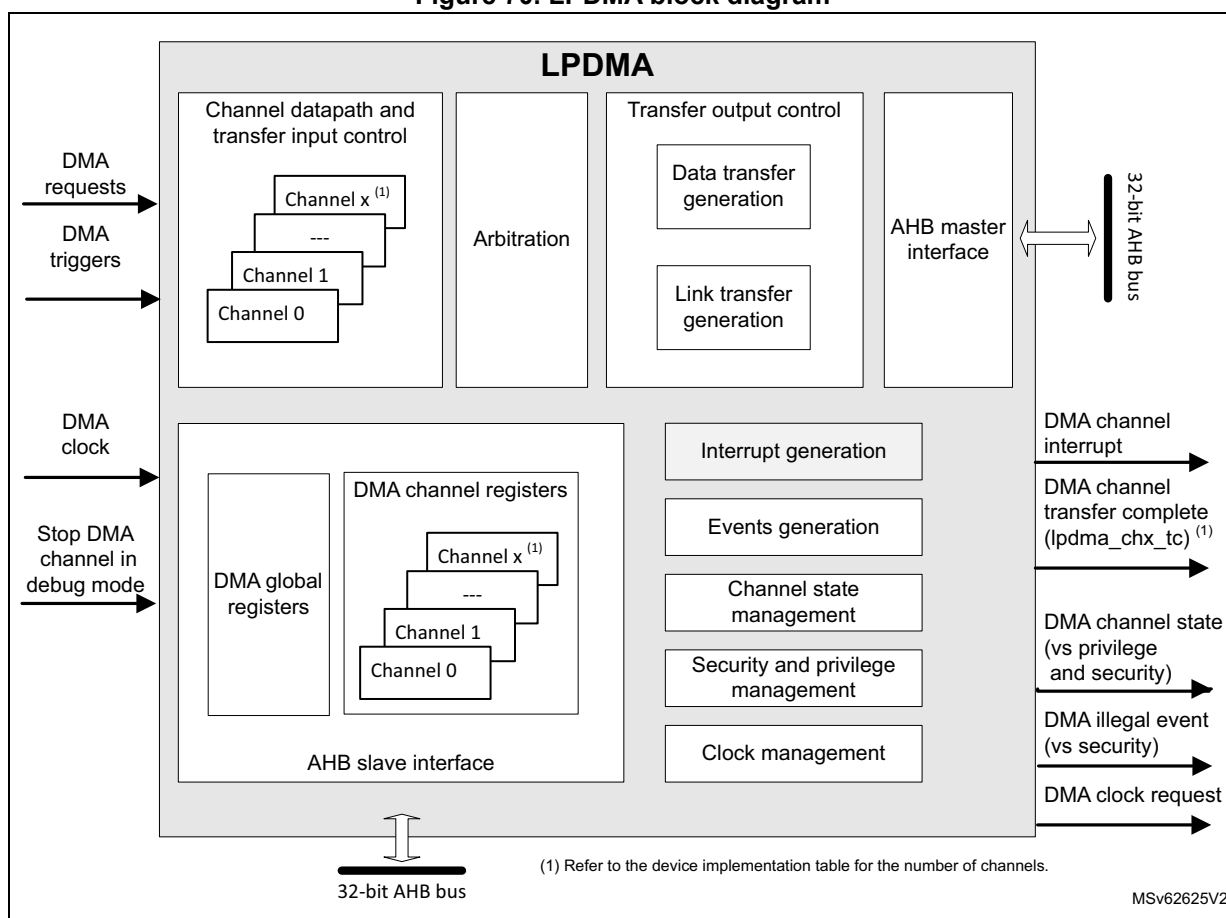 LPDMA
Channel datapath and
transfer input control
Channel x (1)
---
Channel 1
Channel 0
Arbitration
Transfer output control
Data transfer
generation
Link transfer
generation
AHB master
interface
32-bit AHB bus
DMA
requests
DMA
triggers
DMA
clock
Stop DMA
channel in
debug mode
DMA global
registers
DMA channel registers
Channel x (1)
---
Channel 1
Channel 0
AHB slave interface
Interrupt generation
Events generation
Channel state
management
Security and privilege
management
Clock management
DMA channel
interrupt
DMA channel
transfer complete
(lpdma_chx_tc) (1)
DMA channel state
(vs privilege
and security)
DMA illegal event
(vs security)
DMA clock request
32-bit AHB bus
(1) Refer to the device implementation table for the number of channels.
MSv62625V2